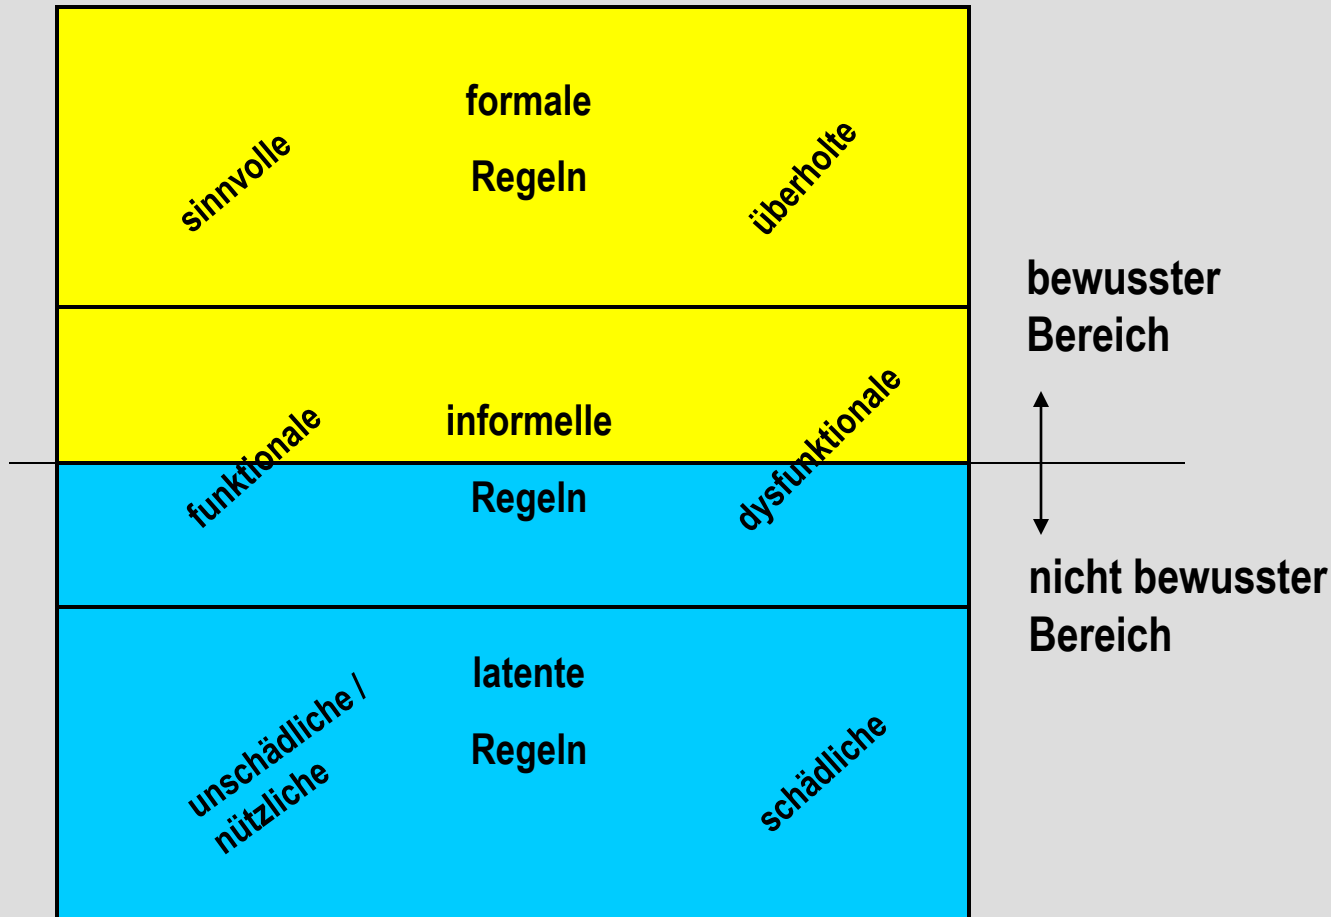 formale
Regeln
sinnvolle
überholte
bewusster
Bereich
informelle
Regeln
funktionale
dysfunktionale
nicht bewusster
Bereich
latente
Regeln
unschädliche /
nützliche
schädliche